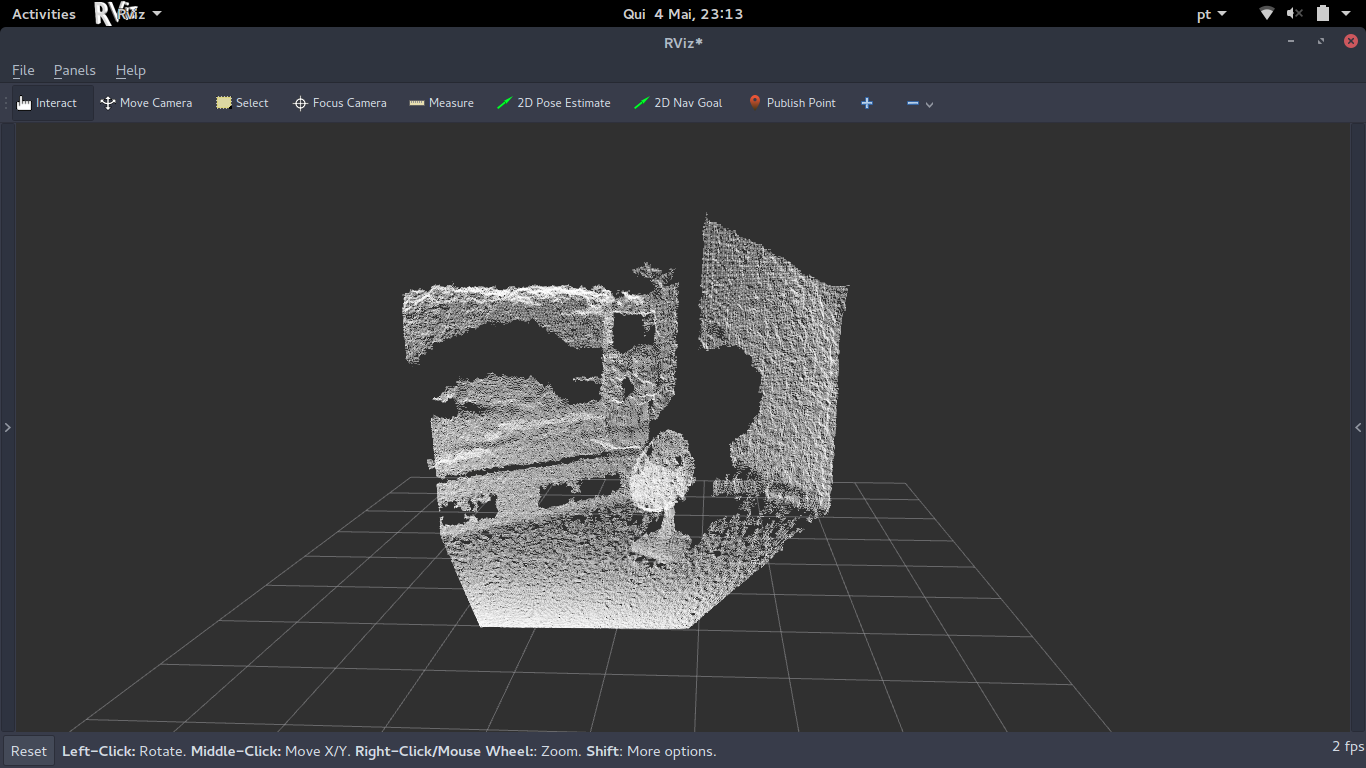 Activities RViz RViz Qui 4 Mai, 23:13 pt
RViz*
File Panels Help
Interact Move Camera Select Focus Camera Measure 2D Pose Estimate 2D Nav Goal Publish Point
Reset Left-Click: Rotate. Middle-Click: Move X/Y. Right-Click/Mouse Wheel:: Zoom. Shift: More options. 2 fps